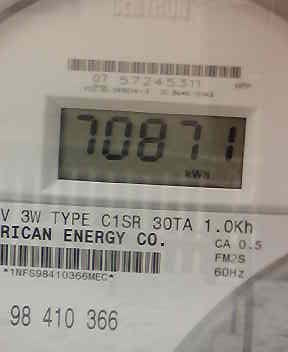 07 57245311
70871
kWh
V 3W TYPE C1SR 30TA 1.0Kh
RICAN ENERGY CO. CA 0.5
FM2S
*1NFS98410366MEC* 60Hz
98 410 366